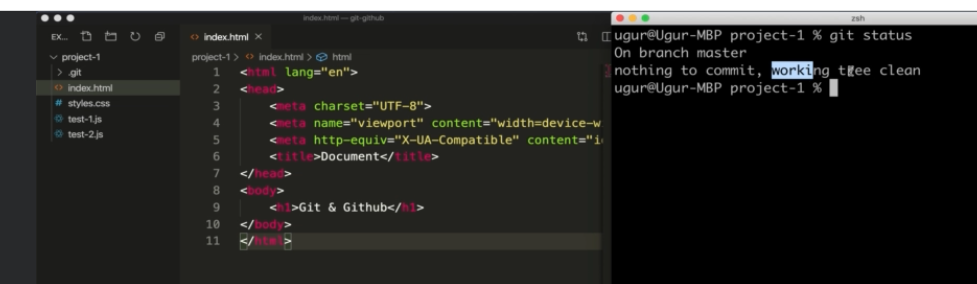 index.html — git-github
zsh
EX...
index.html
project-1
.git
index.html
styles.css
test-1.js
test-2.js
project-1 > index.html > html
1 <html lang="en">
2 <head>
3 <meta charset="UTF-8">
4 <meta name="viewport" content="width=device-w
5 <meta http-equiv="X-UA-Compatible" content="i
6 <title>Document</title>
7 </head>
8 <body>
9 <h1>Git & Github</h1>
10 </body>
11 </html>
ugur@Ugur-MBP project-1 % git status
On branch master
nothing to commit, working tree clean
ugur@Ugur-MBP project-1 %